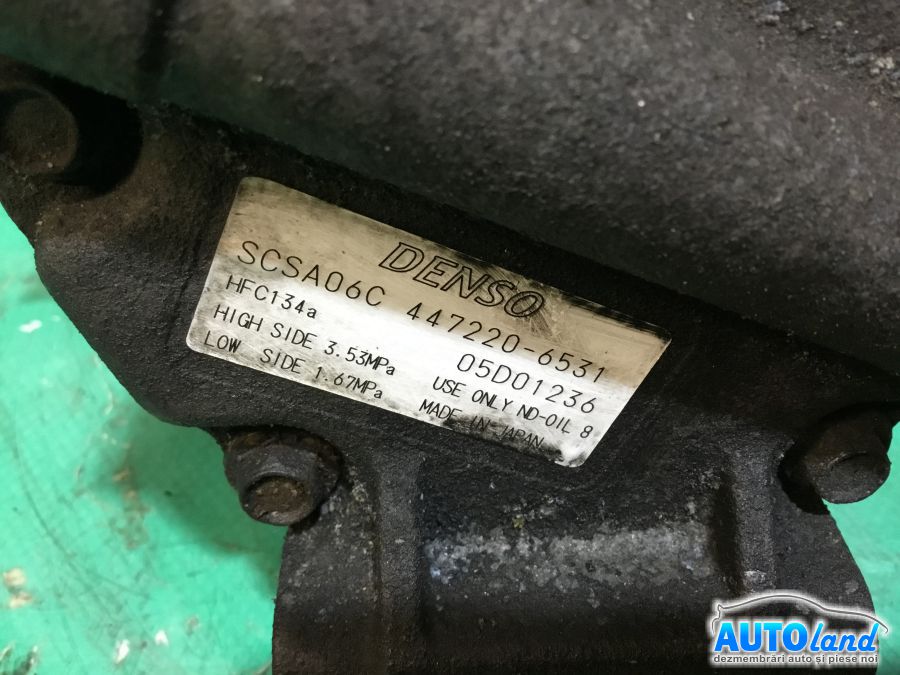 DENSO
SCSA06C 447220-6531
HFC134a 05D01236
HIGH SIDE 3.53MPa USE ONLY ND-OIL 8
LOW SIDE 1.67MPa MADE IN JAPAN
AUTOland
dezmembrări auto și piese noi